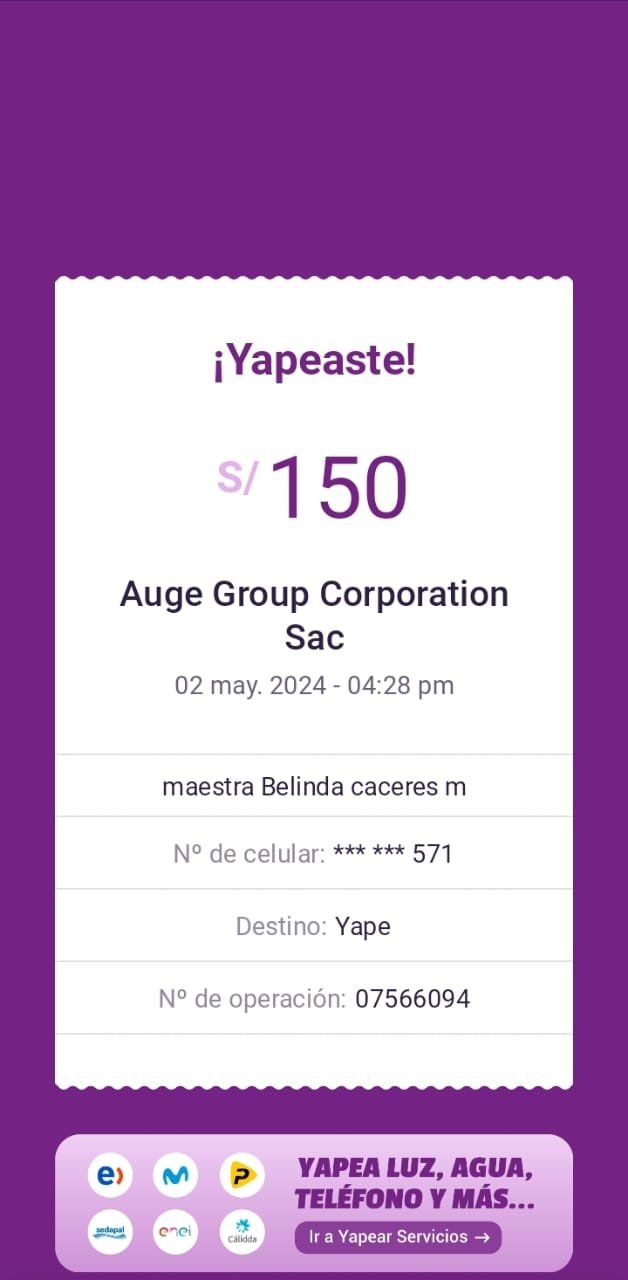 ¡Yapeaste!
S/ 150
Auge Group Corporation
Sac
02 may. 2024 - 04:28 pm
maestra Belinda caceres m
Nº de celular: *** *** 571
Destino: Yape
Nº de operación: 07566094
YAPEA LUZ, AGUA,
TELÉFONO Y MÁS...
e)
P
sedapal
enel
Cálidda
Ir a Yapear Servicios →